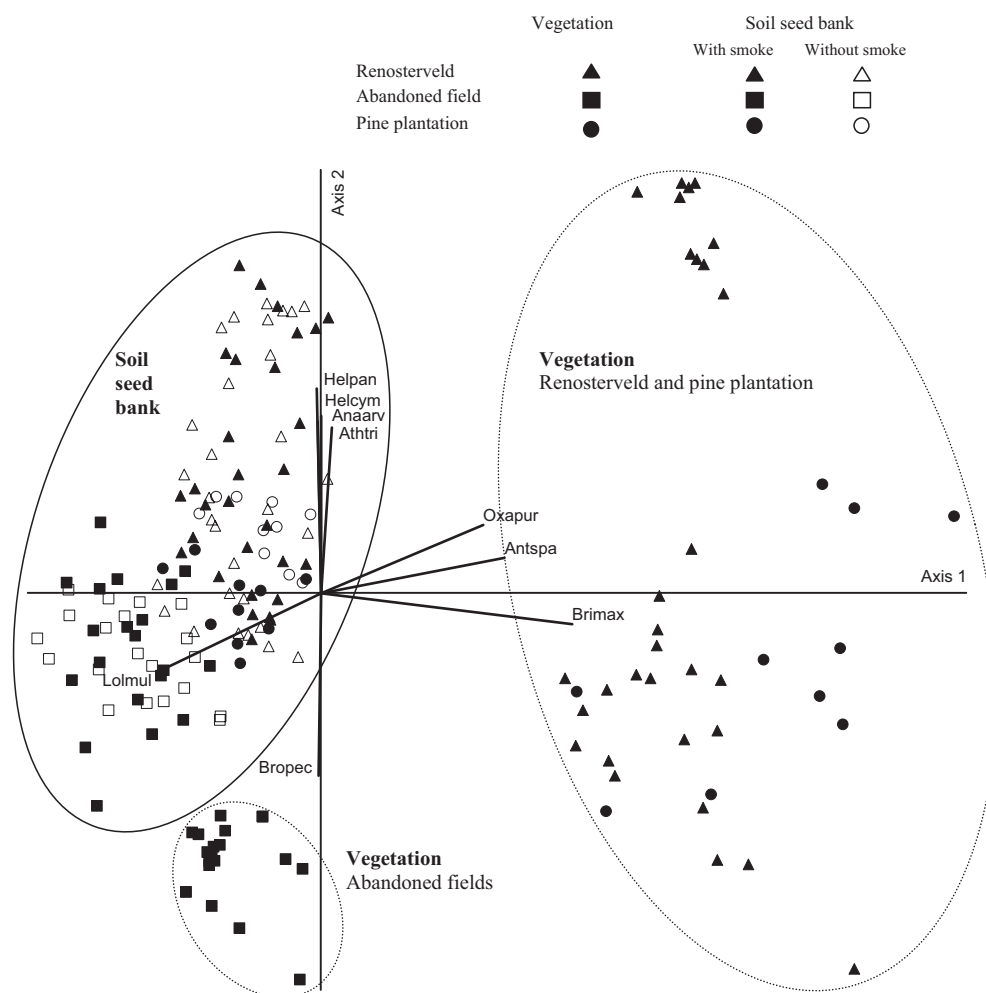 Vegetation Soil seed bank
With smoke Without smoke
Renosterveld
Abandoned field
Pine plantation
Axis 2
Soil
seed
bank
Helpan
Helcym
Anaarv
Athtri
Vegetation
Renosterveld and pine plantation
Oxapur
Antspa
Axis 1
Brimax
Lolmul
Bropec
Vegetation
Abandoned fields